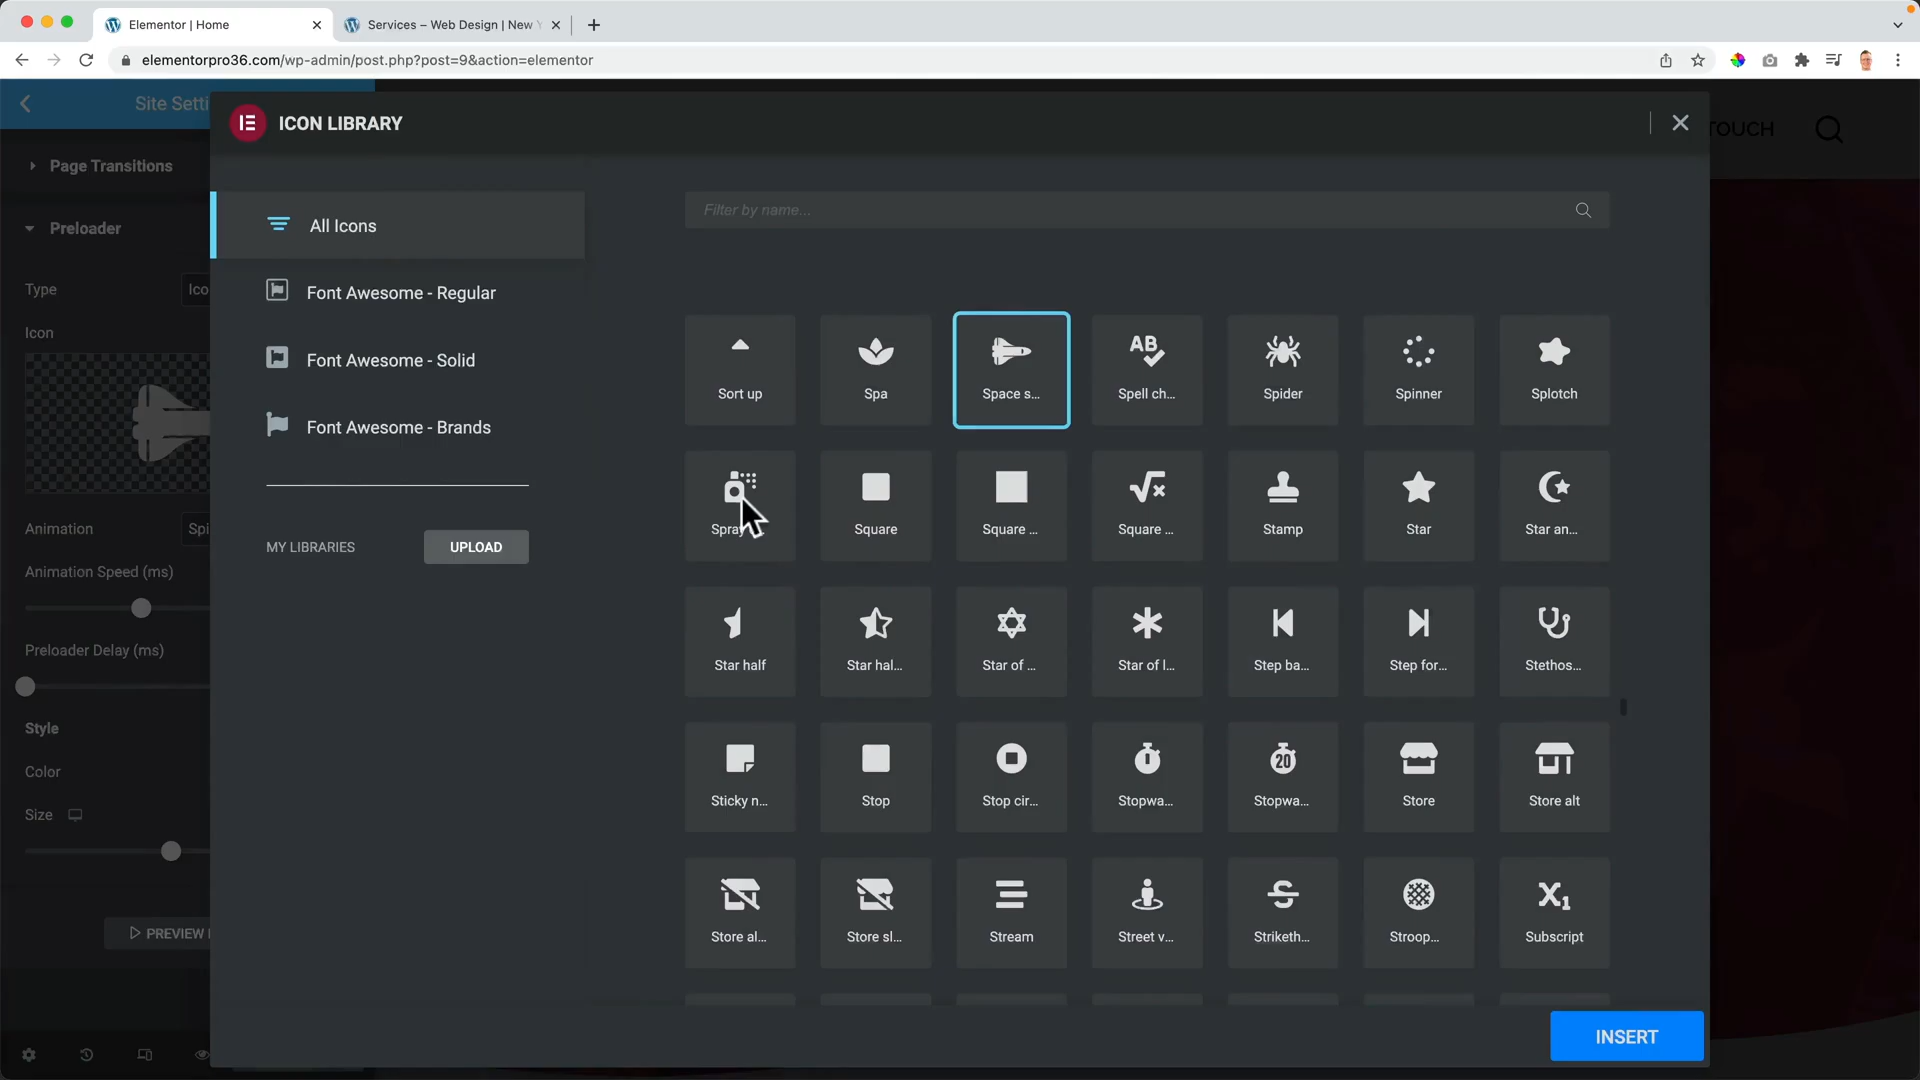 Elementor | Home
Services – Web Design | New Y
elementorpro36.com/wp-admin/post.php?post=9&action=elementor
Site Setti
ICON LIBRARY
TOUCH
Page Transitions
Preloader
Type
Ico
Icon
Animation
Spi
Animation Speed (ms)
Preloader Delay (ms)
Style
Color
Size
PREVIEW
All Icons
Font Awesome - Regular
Font Awesome - Solid
Font Awesome - Brands
MY LIBRARIES
UPLOAD
Filter by name...
Sort up
Spa
Space s...
AB
Spell ch...
Spider
Spinner
Splotch
Spray
Square
Square ...
Square ...
Stamp
Star
Star an...
Star half
Star hal...
Star of ...
Star of l...
Step ba...
Step for...
Stethos...
Sticky n...
Stop
Stop cir...
Stopwa...
20
Stopwa...
Store
Store alt
Store al...
Store sl...
Stream
Street v...
Striketh...
Stroop...
X1
Subscript
INSERT